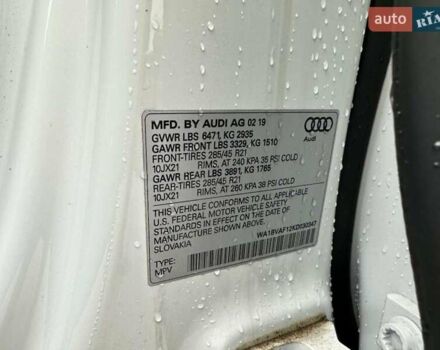 auto RIA
MFD. BY AUDI AG 02 19
GVWR LBS 6471, KG 2935
GAWR FRONT LBS 3329, KG 1510
FRONT-TIRES 285/45 R21
10JX21 RIMS, AT 240 KPA 35 PSI COLD
GAWR REAR LBS 3891, KG 1765
REAR-TIRES 285/45 R21
10JX21 RIMS, AT 260 KPA 38 PSI COLD
Audi
THIS VEHICLE CONFORMS TO ALL APPLICABLE
U.S. FEDERAL MOTOR VEHICLE SAFETY
STANDARDS IN EFFECT ON THE DATE OF
MANUFACTURE SHOWN ABOVE.
SLOVAKIA
WA1BVAF12KD030347
TYPE:
MPV